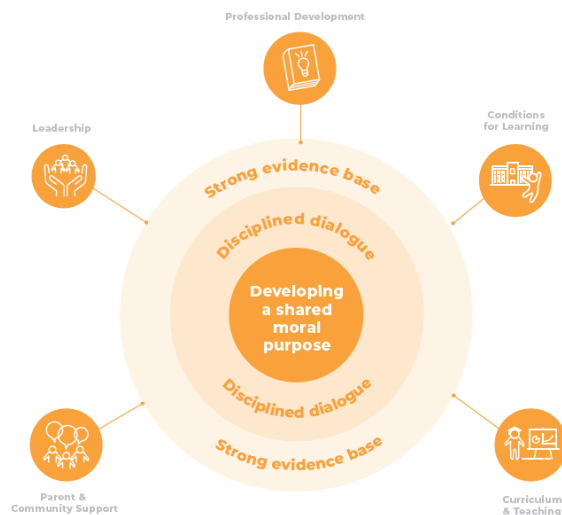 Professional Development
Leadership
Conditions
for Learning
Strong evidence base
Disciplined dialogue
Developing
a shared
moral
purpose
Disciplined dialogue
Strong evidence base
Parent &
Community Support
Curriculum
& Teaching